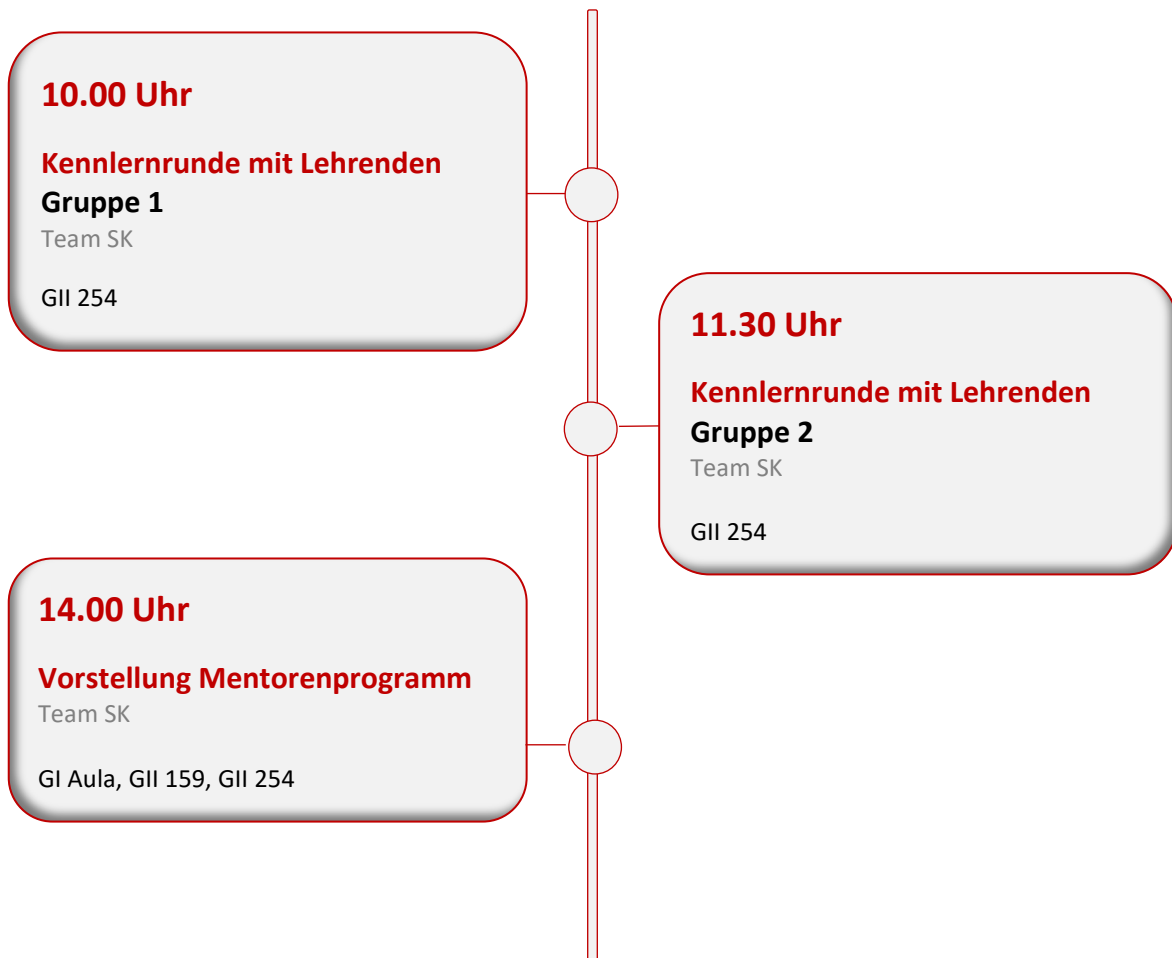 10.00 Uhr
Kennlernrunde mit Lehrenden
Gruppe 1
Team SK
GII 254
11.30 Uhr
Kennlernrunde mit Lehrenden
Gruppe 2
Team SK
GII 254
14.00 Uhr
Vorstellung Mentorenprogramm
Team SK
GI Aula, GII 159, GII 254